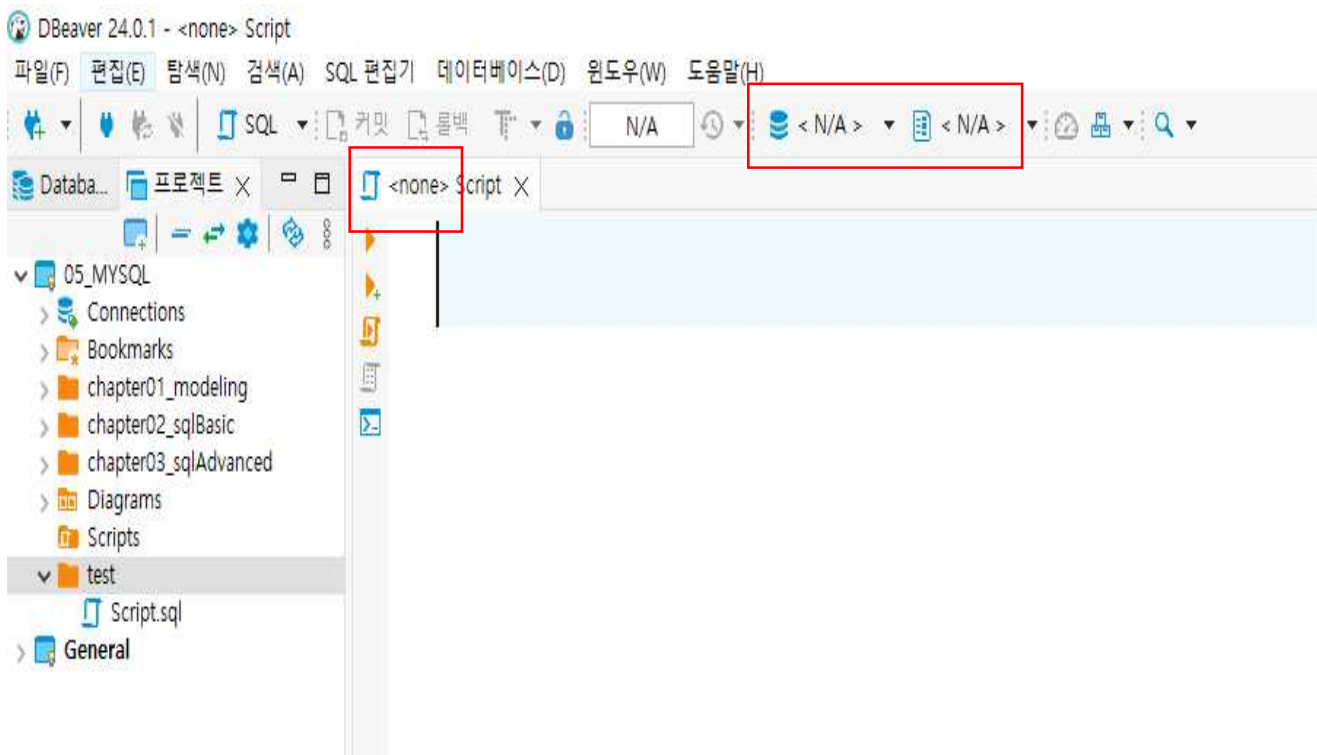 DBeaver 24.0.1 - <none> Script
파일(F) 편집(E) 탐색(N) 검색(A) SQL 편집기 데이터베이스(D) 윈도우(W) 도움말(H)
SQL 커밋 롤백 N/A < N/A > < N/A >
Databa... 프로젝트 <none> Script
05_MYSQL
Connections
Bookmarks
chapter01_modeling
chapter02_sqlBasic
chapter03_sqlAdvanced
Diagrams
Scripts
test
Script.sql
General